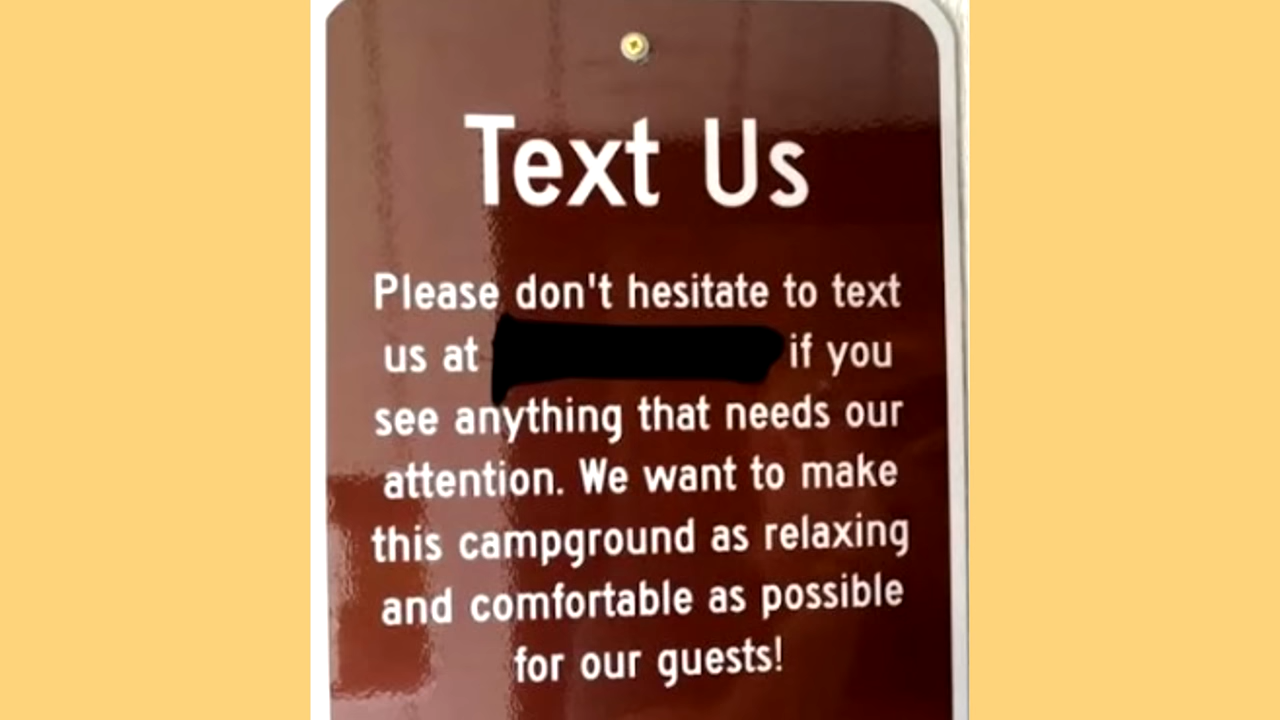 Text Us
Please don't hesitate to text
us at if you
see anything that needs our
attention. We want to make
this campground as relaxing
and comfortable as possible
for our guests!